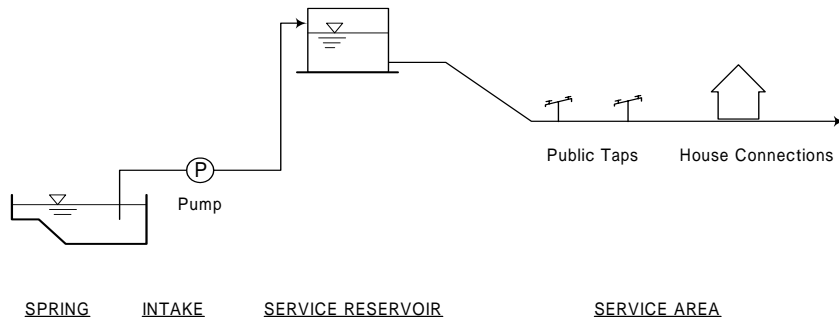 P
Public Taps
House Connections
Pump
SPRING
INTAKE
SERVICE RESERVOIR
SERVICE AREA